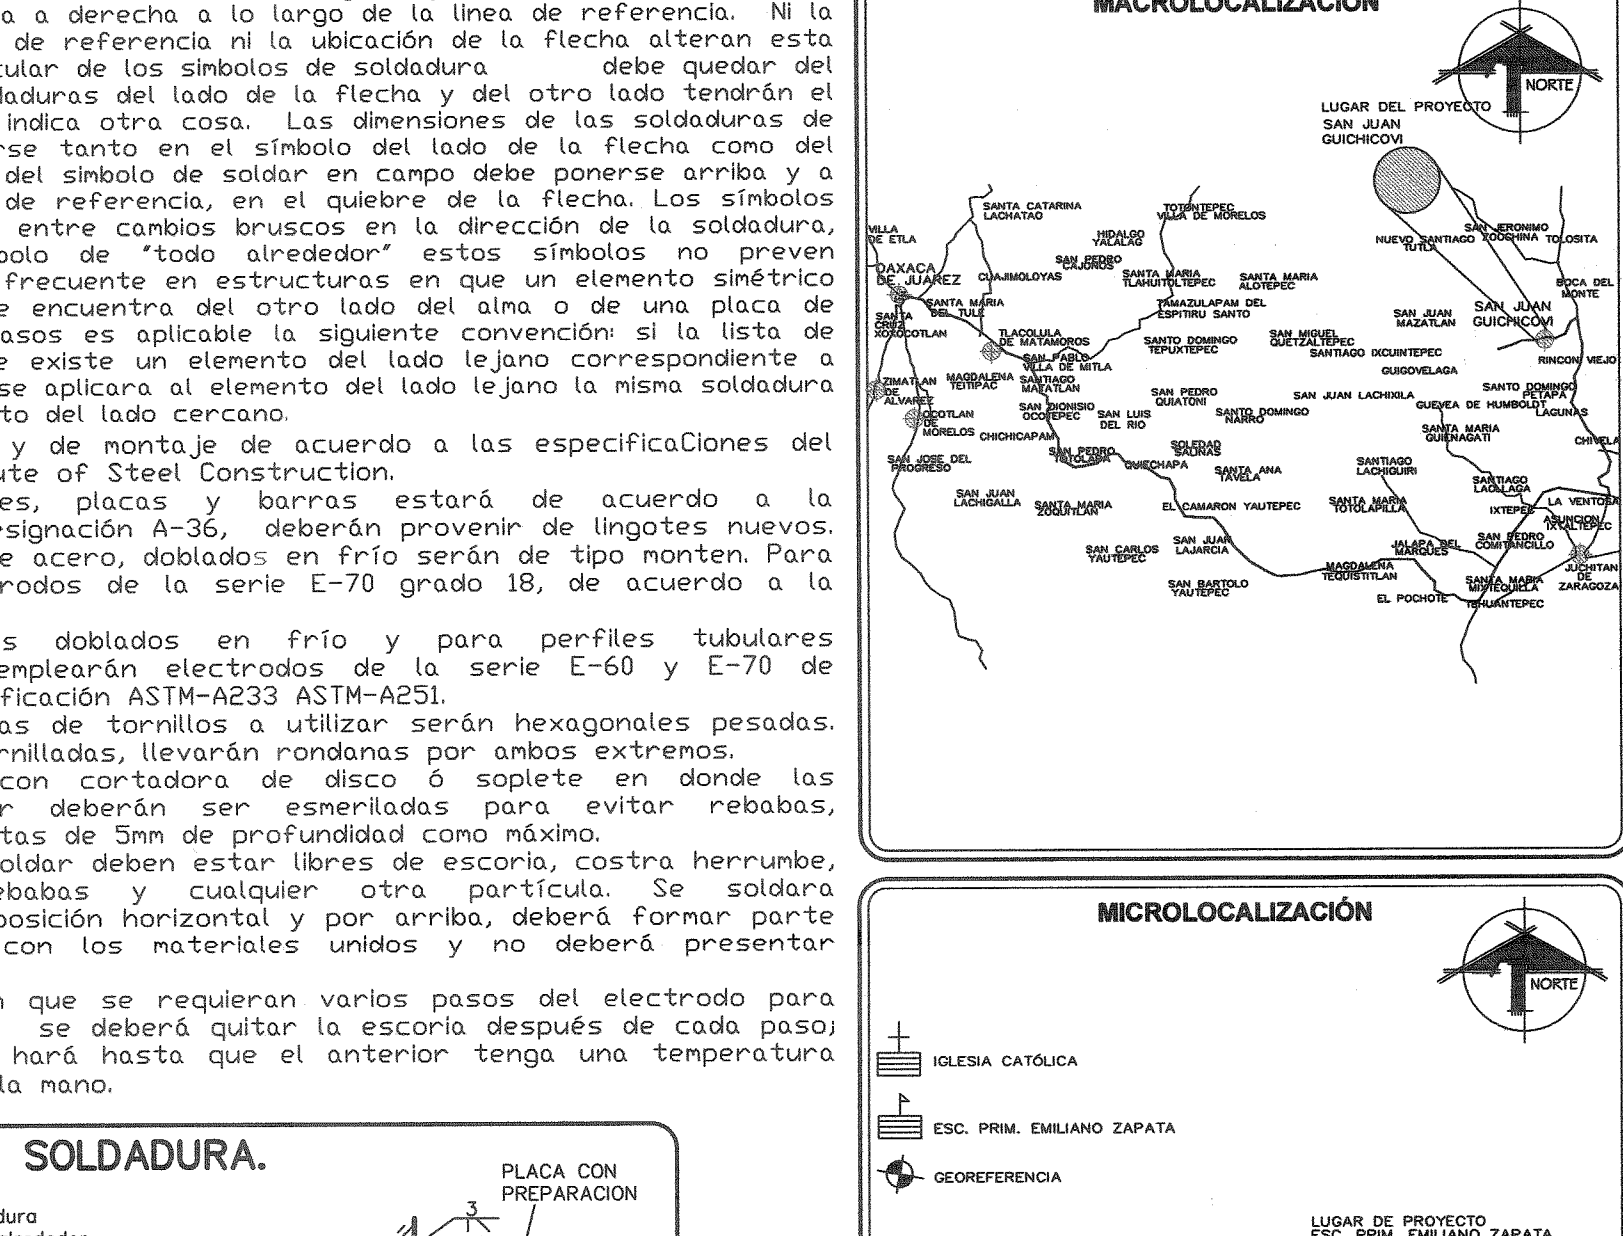 a a derecha a lo largo de la linea de referencia. Ni la
de referencia ni la ubicación de la flecha alteran esta
cular de los simbolos de soldadura debe quedar del
daduras del lado de la flecha y del otro lado tendrán el
indica otra cosa. Las dimensiones de las soldaduras de
rse tanto en el símbolo del lado de la flecha como del
del simbolo de soldar en campo debe ponerse arriba y a
de referencia, en el quiebre de la flecha. Los símbolos
entre cambios bruscos en la dirección de la soldadura,
bolo de "todo alrededor" estos símbolos no preven
frecuente en estructuras en que un elemento simétrico
e encuentra del otro lado del alma o de una placa de
asos es aplicable la siguiente convención: si la lista de
e existe un elemento del lado lejano correspondiente a
se aplicara al elemento del lado lejano la misma soldadura
to del lado cercano.
y de montaje de acuerdo a las especificaCiones del
ute of Steel Construction.
es, placas y barras estará de acuerdo a la
signación A-36, deberán provenir de lingotes nuevos.
e acero, doblados en frío serán de tipo monten. Para
rodos de la serie E-70 grado 18, de acuerdo a la
s doblados en frío y para perfiles tubulares
emplearán electrodos de la serie E-60 y E-70 de
ficación ASTM-A233 ASTM-A251.
as de tornillos a utilizar serán hexagonales pesadas.
rnilladas, llevarán rondanas por ambos extremos.
con cortadora de disco ó soplete en donde las
r deberán ser esmeriladas para evitar rebabas,
tas de 5mm de profundidad como máximo.
soldar deben estar libres de escoria, costra herrumbe,
ebabas y cualquier otra partícula. Se soldara
posición horizontal y por arriba, deberá formar parte
con los materiales unidos y no deberá presentar
n que se requieran varios pasos del electrodo para
se deberá quitar la escoria después de cada paso;
hará hasta que el anterior tenga una temperatura
la mano.
SOLDADURA.
PLACA CON
PREPARACION
3
dura
MACROLOCALIZACIÓN
NORTE
LUGAR DEL PROYECTO
SAN JUAN
GUICHICOVI
SANTA CATARINA
LACHATAO
TOTONTEPEC
VILLA DE MORELOS
VILLA
DE ETLA
HIDALGO
YALALAG
SAN JERONIMO
ZOOCHINA
TOLOSITA
NUEVO SANTIAGO
TUTLA
SAN PEDRO
CAJONOS
OAXACA
DE JUAREZ
CUAJIMOLOYAS
SANTA MARIA
TLAHUITOLTEPEC
SANTA MARIA
ALOTEPEC
BOCA DEL
MONTE
SANTA MARIA
DEL TULE
TAMAZULAPAM DEL
ESPIRITU SANTO
SAN JUAN
GUICHICOVI
SAN JUAN
MAZATLAN
SANTA
CRUZ
XOXOCOTLAN
TLACOLULA
DE MATAMOROS
SANTO DOMINGO
TEPUXTEPEC
SAN MIGUEL
QUETZALTEPEC
SANTIAGO IXCUINTEPEC
SAN PABLO
VILLA DE MITLA
RINCON VIEJO
GUIGOVELAGA
ZIMATLAN
DE
ALVAREZ
MAGDALENA
TEITIPAC
SANTIAGO
MATATLAN
SAN PEDRO
QUIATONI
SAN JUAN LACHIXILA
SANTO DOMINGO
PETAPA
GUEVEA DE HUMBOLDT
LAGUNAS
OCOTLAN
DE
MORELOS
SAN DIONISIO
OCOTEPEC
SAN LUIS
DEL RIO
SANTO DOMINGO
NARRO
CHICHICAPAM
SANTA MARIA
GUIENAGATI
CHIVELA
SAN JOSE DEL
PROGRESO
SAN PEDRO
TOTOLAPA
QUIECHAPA
SOLEDAD
SALINAS
SANTA ANA
TAVELA
SANTIAGO
LACHIGUIRI
SANTIAGO
LAOLLAGA
SAN JUAN
LACHIGALLA
SANTA MARIA
ZOQUITLAN
EL CAMARON YAUTEPEC
SANTA MARIA
TOTOLAPILLA
IXTEPEC
LA VENTOSA
ASUNCION
IXTALTEPEC
SAN CARLOS
YAUTEPEC
SAN JUAN
LAJARCIA
JALAPA DEL
MARQUES
SAN PEDRO
COMITANCILLO
MAGDALENA
TEQUISTITLAN
JUCHITAN
DE
ZARAGOZA
SAN BARTOLO
YAUTEPEC
SANTA MARIA
MIXTEQUILLA
EL POCHOTE
TEHUANTEPEC
MICROLOCALIZACIÓN
NORTE
IGLESIA CATÓLICA
ESC. PRIM. EMILIANO ZAPATA
GEOREFERENCIA
LUGAR DE PROYECTO
ESC. PRIM. EMILIANO ZAPATA